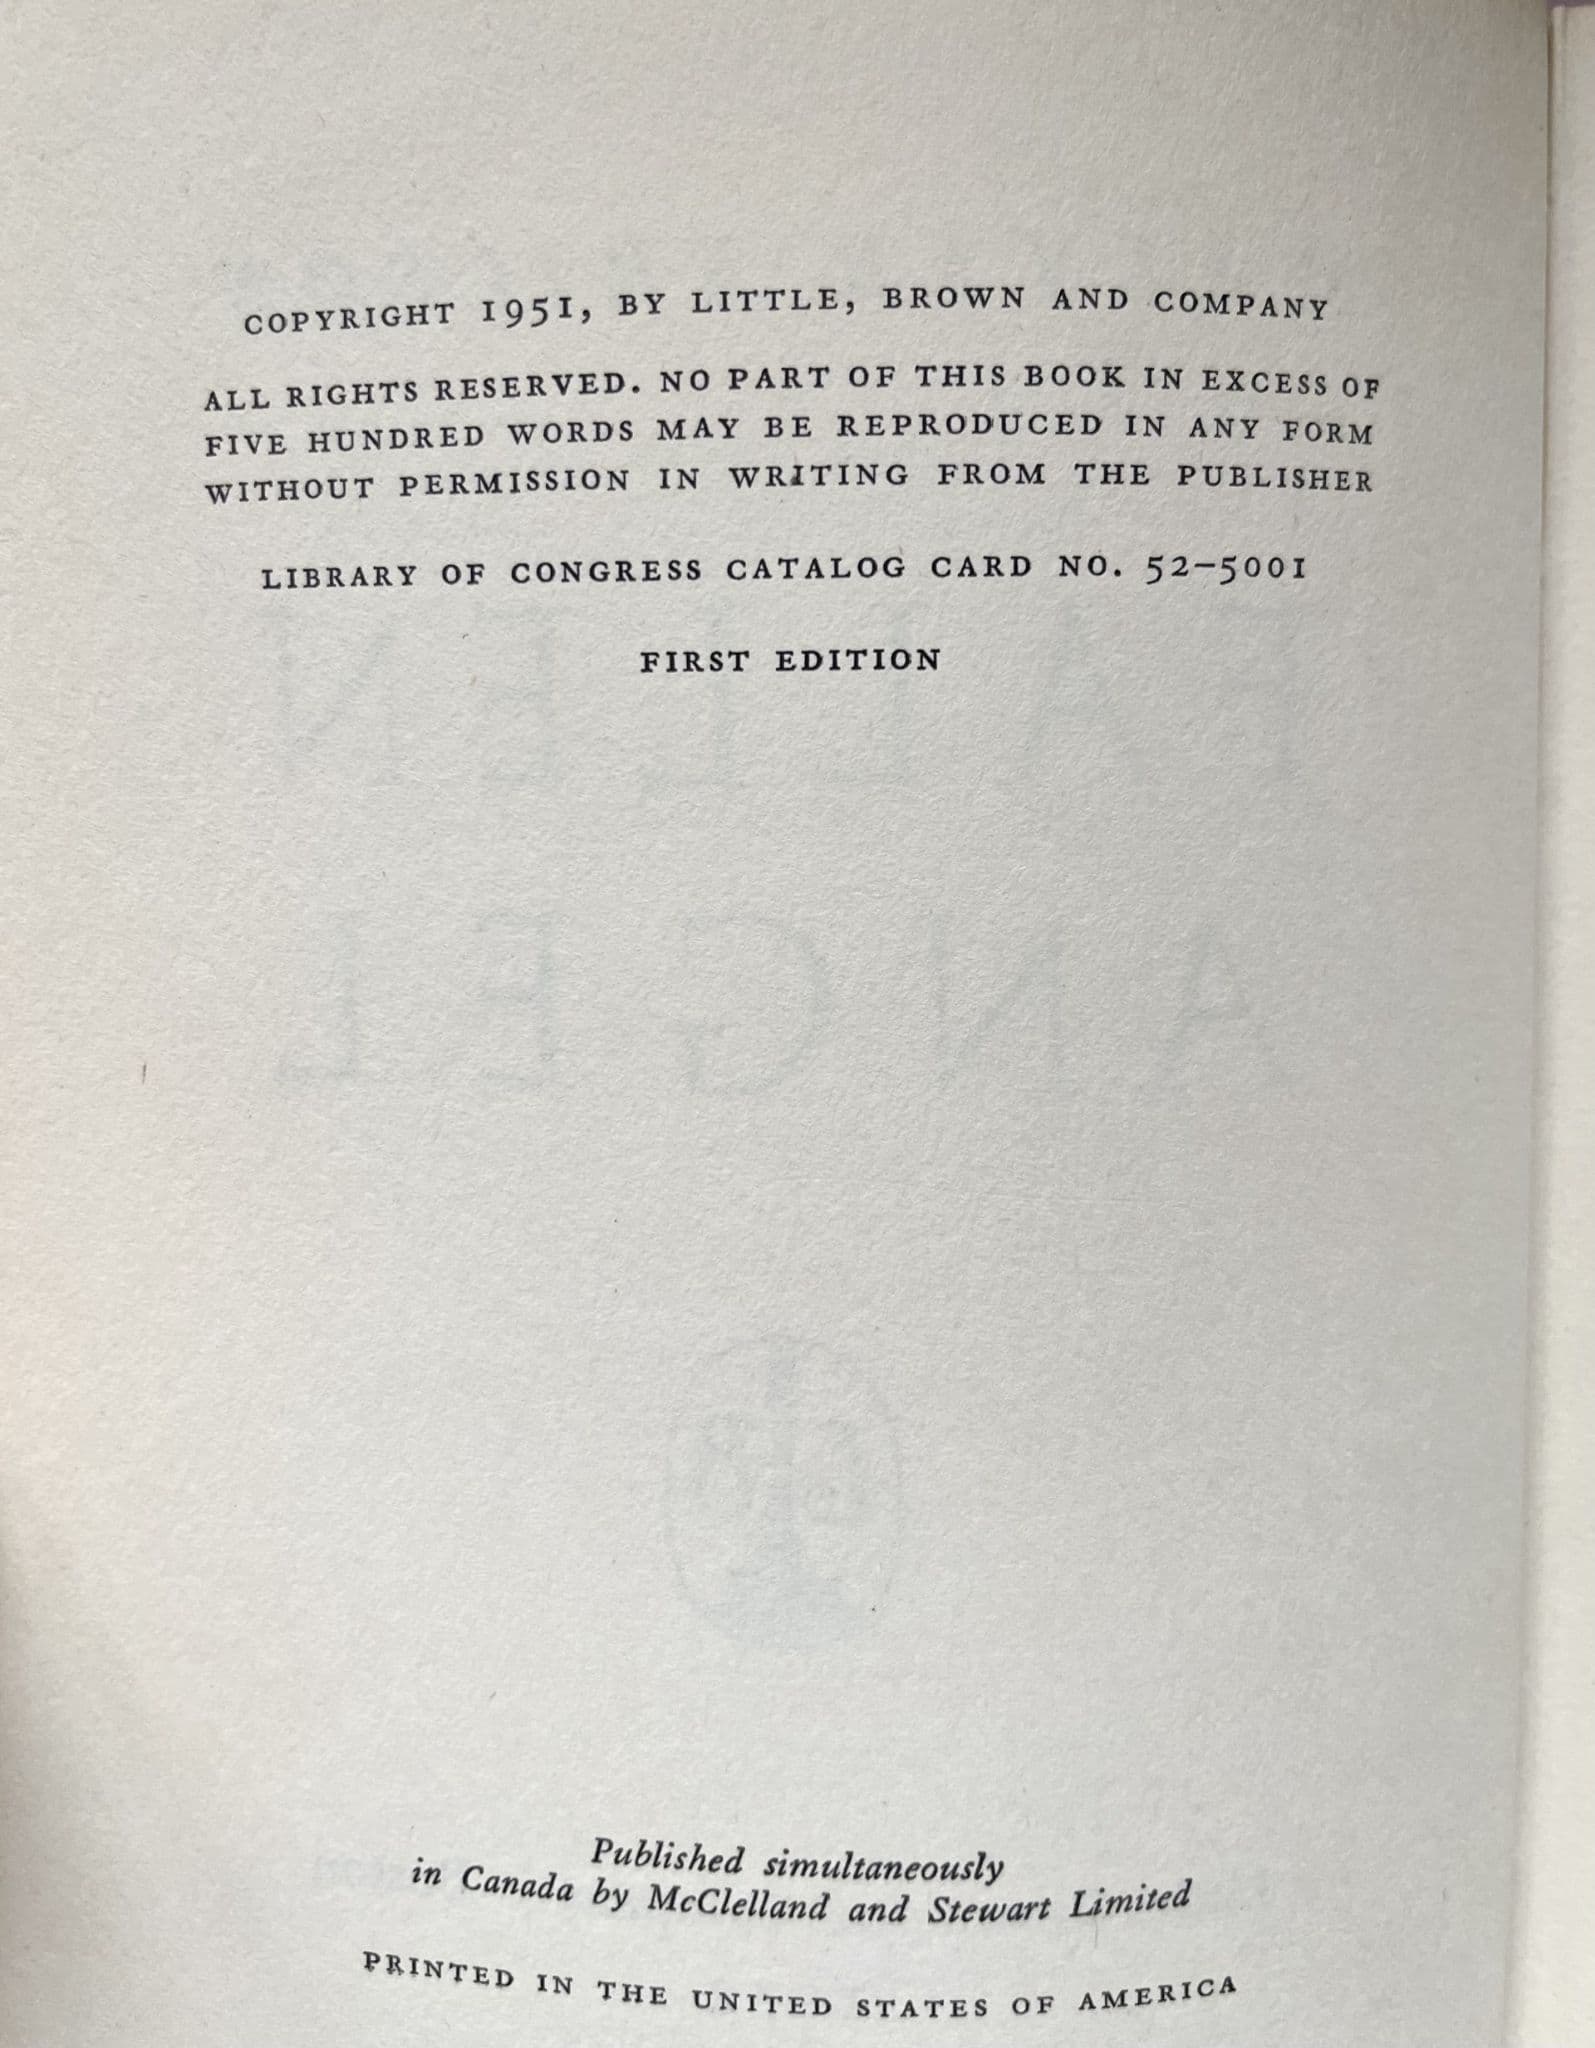 COPYRIGHT 1951, BY LITTLE, BROWN AND COMPANY
ALL RIGHTS RESERVED. NO PART OF THIS BOOK IN EXCESS OF
FIVE HUNDRED WORDS MAY BE REPRODUCED IN ANY FORM
WITHOUT PERMISSION IN WRITING FROM THE PUBLISHER
LIBRARY OF CONGRESS CATALOG CARD NO. 52-5001
FIRST EDITION
ANGEL
Published simultaneously
in Canada by McClelland and Stewart Limited
PRINTED IN THE UNITED STATES OF AMERICA